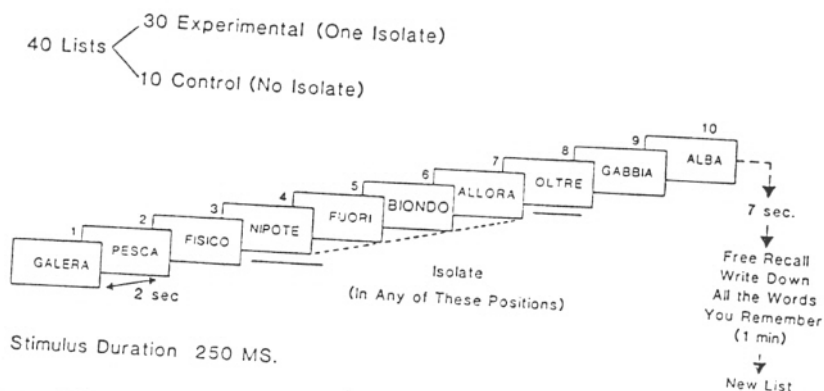 40 Lists
30 Experimental (One Isolate)
10 Control (No Isolate)
1
GALERA
2
PESCA
3
FISICO
4
NIPOTE
5
FUORI
6
BIONDO
7
ALLORA
8
OLTRE
9
GABBIA
10
ALBA
2 sec
Isolate
(In Any of These Positions)
7 sec.
Free Recall
Write Down
All the Words
You Remember
(1 min)
New List
Stimulus Duration 250 MS.